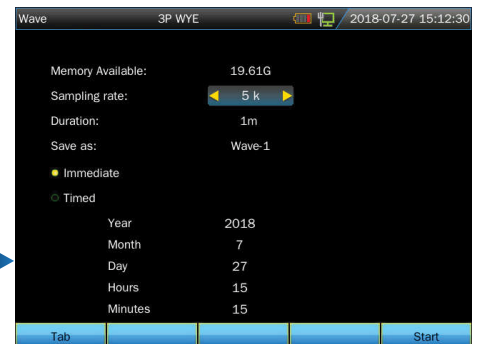 Wave 3P WYE 2018-07-27 15:12:30
Memory Available: 19.61G
Sampling rate: 5 k
Duration: 1m
Save as: Wave-1
Immediate
Timed
Year 2018
Month 7
Day 27
Hours 15
Minutes 15
Tab Start